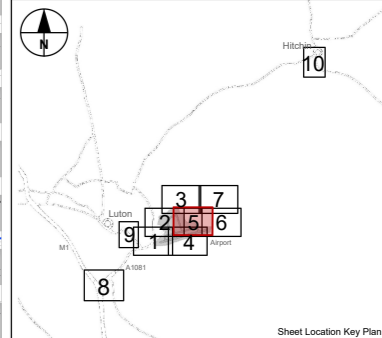 N
Hitchin
10
3 7
Luton
2 5 6
9 1 4
Airport
M1
A1081
8
Sheet Location Key Plan